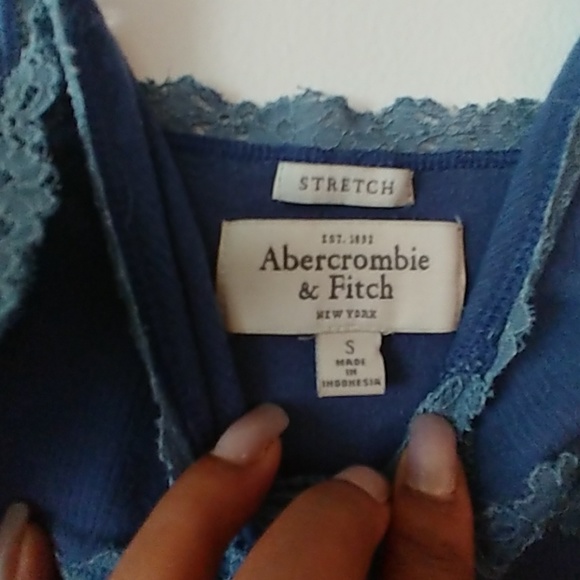 STRETCH
EST. 1892
Abercrombie
& Fitch
NEW YORK
S
MADE
IN
INDONESIA